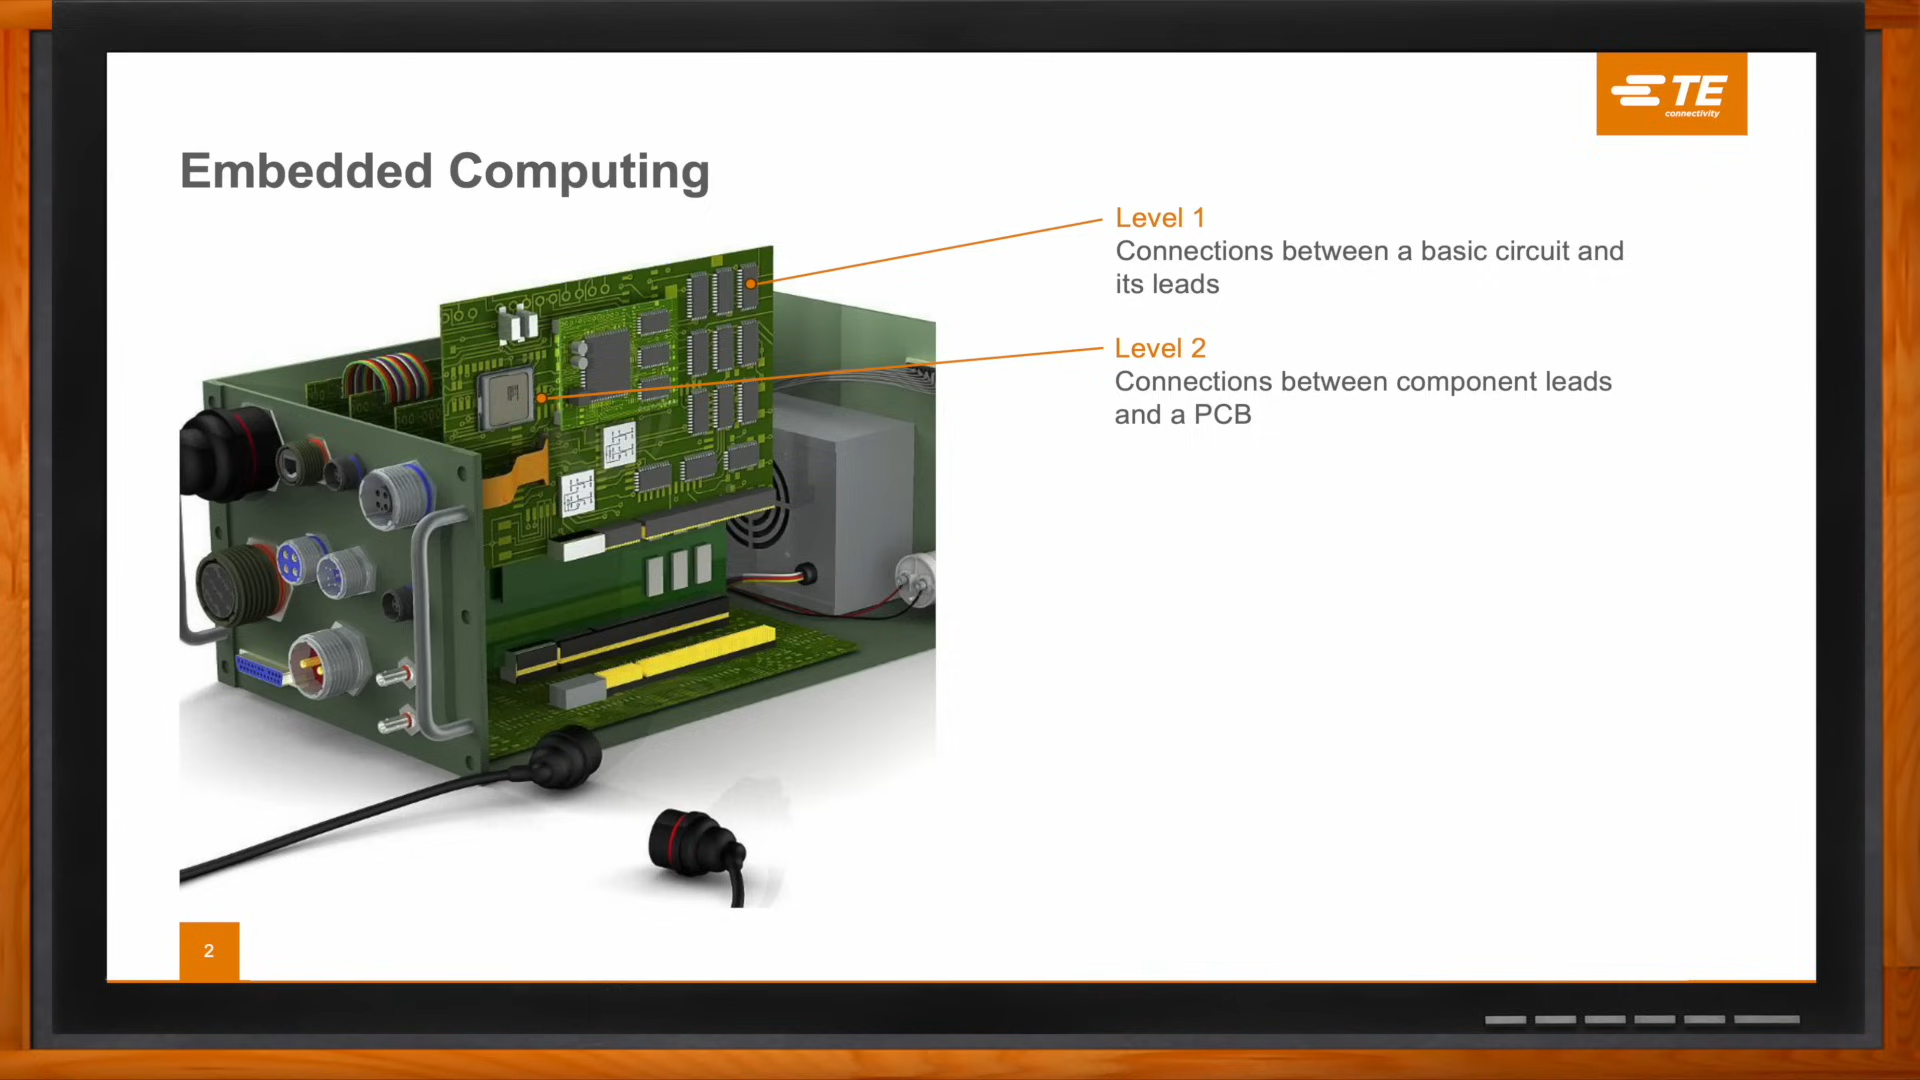 TE
connectivity
Embedded Computing
Level 1
Connections between a basic circuit and
its leads
Level 2
Connections between component leads
and a PCB
2